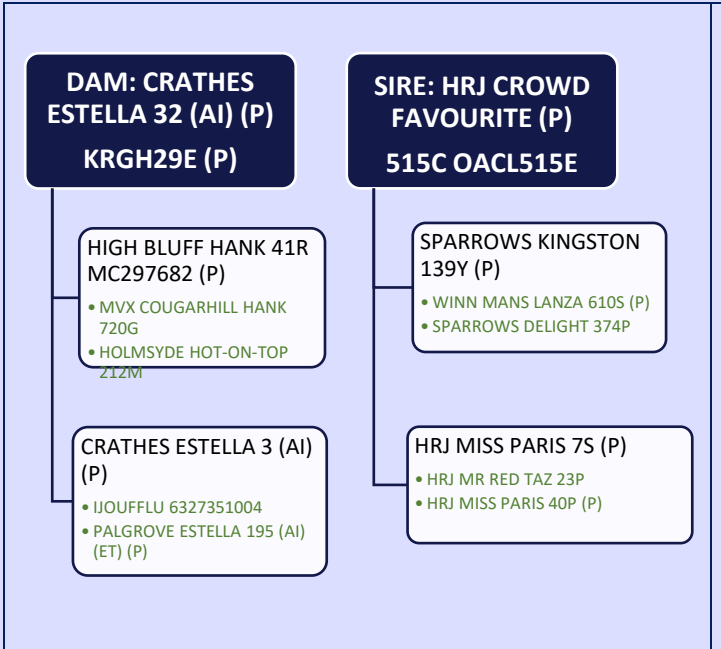 DAM: CRATHES
ESTELLA 32 (AI) (P)
KRGH29E (P)
HIGH BLUFF HANK 41R
MC297682 (P)
• MVX COUGARHILL HANK
720G
• HOLMSYDE HOT-ON-TOP
212M
CRATHES ESTELLA 3 (AI)
(P)
• IJOUFFLU 6327351004
• PALGROVE ESTELLA 195 (AI)
(ET) (P)
SIRE: HRJ CROWD
FAVOURITE (P)
515C OACL515E
SPARROWS KINGSTON
139Y (P)
• WINN MANS LANZA 610S (P)
• SPARROWS DELIGHT 374P
HRJ MISS PARIS 7S (P)
• HRJ MR RED TAZ 23P
• HRJ MISS PARIS 40P (P)